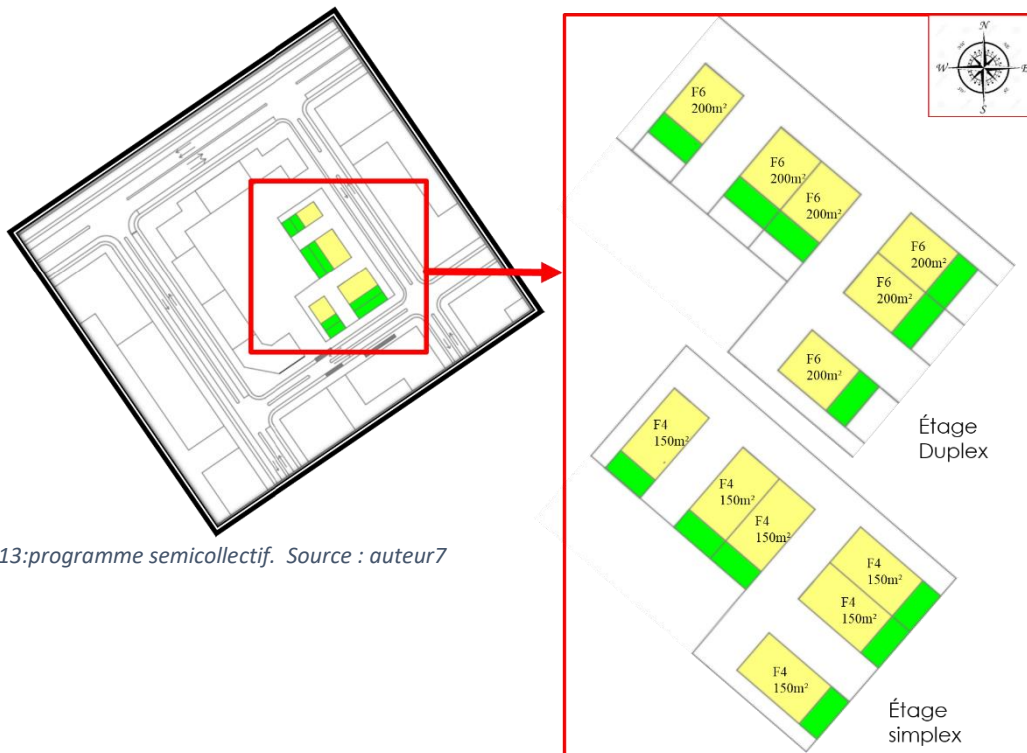 N
W
E
S
F6
200m²
F6
200m²
F6
200m²
F6
200m²
F6
200m²
F6
200m²
Étage
Duplex
F4
150m²
F4
150m²
F4
150m²
F4
150m²
F4
150m²
F4
150m²
Étage
simplex
13:programme semicollectif. Source : auteur7